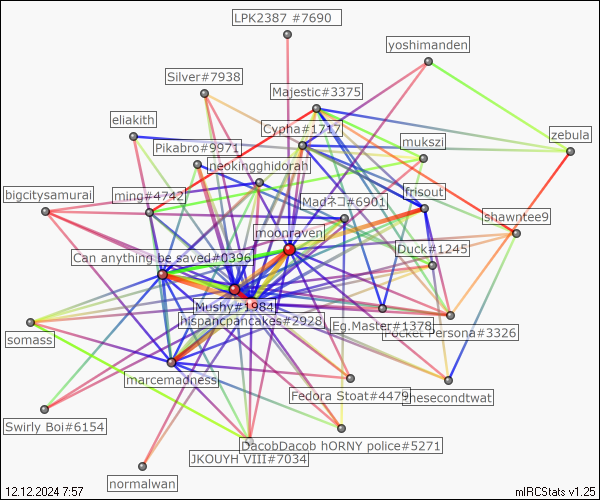 LPK2387 #7690
yoshimanden
Silver#7938
Majestic#3375
eliakith
Cypha#1717
zebula
Pikabro#9971
mukszi
neokingghidorah
bigcitysamurai
ming#4742
Madネコ#6901
frisout
shawntee9
moonraven
Can anything be saved#0396
Duck#1245
Mushy#1984
hispancpancakes#2928
Eg.Master#1378
Pocket Persona#3326
somass
marcemadness
Fedora Stoat#4479
thesecondtwat
Swirly Boi#6154
DacobDacob hORNY police#5271
JKOUYH VIII#7034
normalwan
12.12.2024 7:57
mIRCStats v1.25